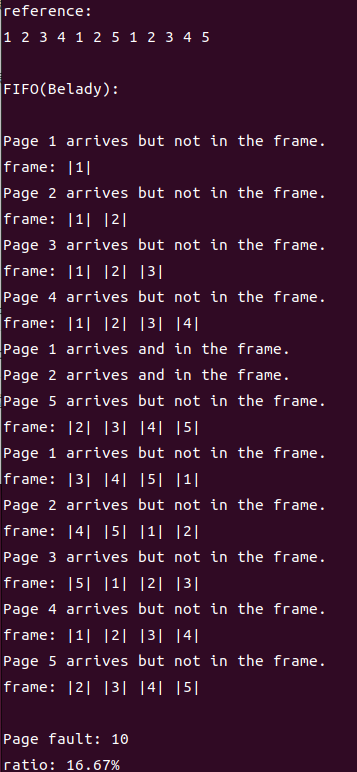 reference:
1 2 3 4 1 2 5 1 2 3 4 5
FIFO(Belady):
Page 1 arrives but not in the frame.
frame: |1|
Page 2 arrives but not in the frame.
frame: |1| |2|
Page 3 arrives but not in the frame.
frame: |1| |2| |3|
Page 4 arrives but not in the frame.
frame: |1| |2| |3| |4|
Page 1 arrives and in the frame.
Page 2 arrives and in the frame.
Page 5 arrives but not in the frame.
frame: |2| |3| |4| |5|
Page 1 arrives but not in the frame.
frame: |3| |4| |5| |1|
Page 2 arrives but not in the frame.
frame: |4| |5| |1| |2|
Page 3 arrives but not in the frame.
frame: |5| |1| |2| |3|
Page 4 arrives but not in the frame.
frame: |1| |2| |3| |4|
Page 5 arrives but not in the frame.
frame: |2| |3| |4| |5|
Page fault: 10
ratio: 16.67%